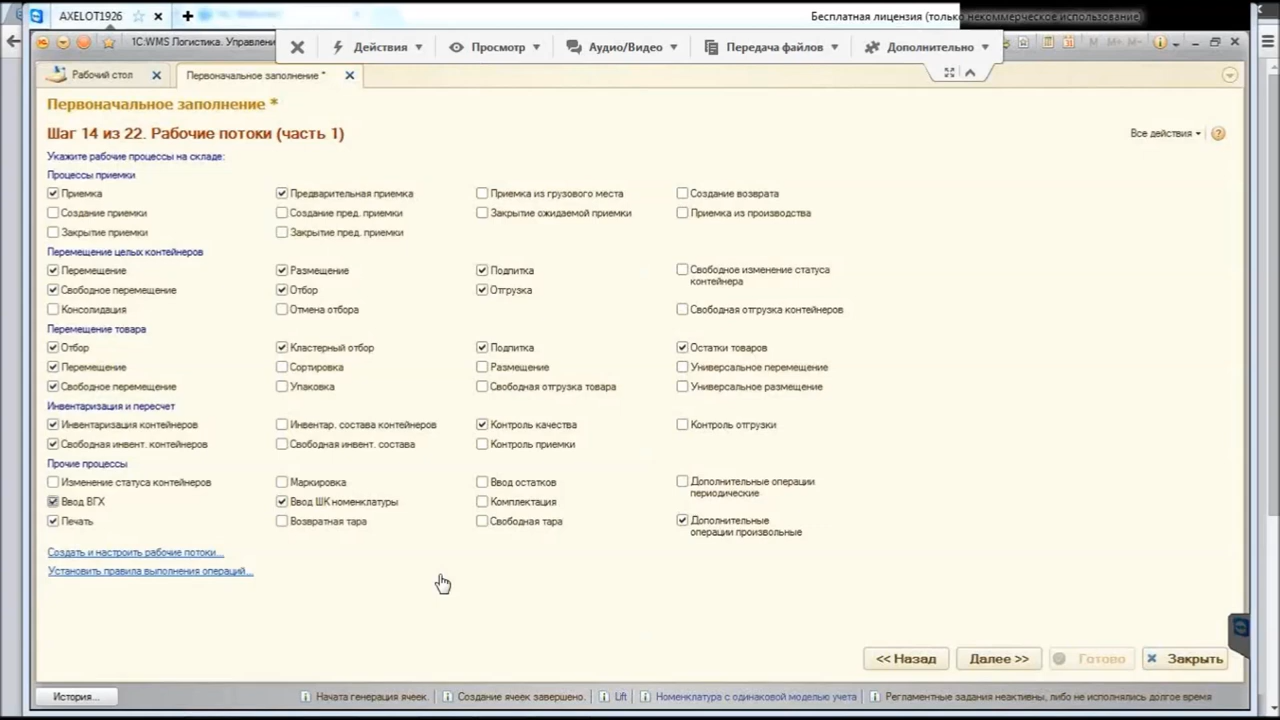 AXELOT1926
Бесплатная лицензия (только некоммерческое использование)
1С:WMS Логистика. Управлени
Действия
Просмотр
Аудио/Видео
Передача файлов
Дополнительно
M M+ M-
Рабочий стол
Первоначальное заполнение *
Первоначальное заполнение *
Шаг 14 из 22. Рабочие потоки (часть 1)
Все действия
Укажите рабочие процессы на складе:
Процессы приемки
Приемка Предварительная приемка Приемка из грузового места Создание возврата
Создание приемки Создание пред. приемки Закрытие ожидаемой приемки Приемка из производства
Закрытие приемки Закрытие пред. приемки
Перемещение целых контейнеров
Перемещение Размещение Подпитка Свободное изменение статуса
контейнера
Свободное перемещение Отбор Отгрузка
Консолидация Отмена отбора Свободная отгрузка контейнеров
Перемещение товара
Отбор Кластерный отбор Подпитка Остатки товаров
Перемещение Сортировка Размещение Универсальное перемещение
Свободное перемещение Упаковка Свободная отгрузка товара Универсальное размещение
Инвентаризация и пересчет
Инвентаризация контейнеров Инвентар. состава контейнеров Контроль качества Контроль отгрузки
Свободная инвент. контейнеров Свободная инвент. состава Контроль приемки
Прочие процессы
Изменение статуса контейнеров Маркировка Ввод остатков Дополнительные операции
периодические
Ввод ВГХ Ввод ШК номенклатуры Комплектация
Печать Возвратная тара Свободная тара Дополнительные
операции произвольные
Создать и настроить рабочие потоки...
Установить правила выполнения операций...
<< Назад Далее >> Готово Закрыть
История... Начата генерация ячеек. Создание ячеек завершено. Lift Номенклатура с одинаковой моделью учета Регламентные задания неактивны, либо не исполнялись долгое время